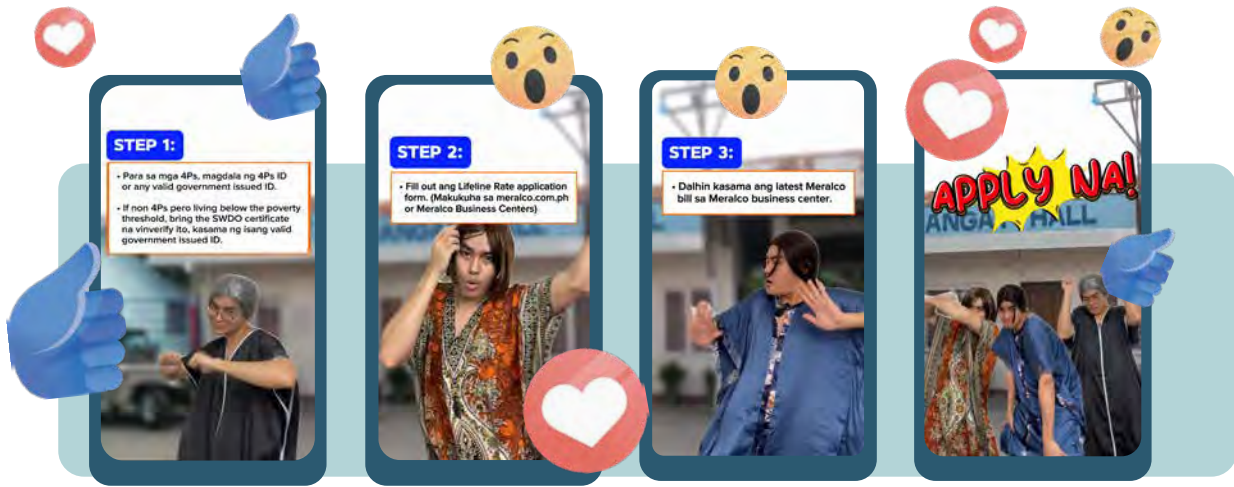 STEP 1:
• Para sa mga 4Ps, magdala ng 4Ps ID
or any valid government issued ID.
• If non 4Ps pero living below the poverty
threshold, bring the SWDO certificate
na vinverify ito, kasama ng isang valid
government issued ID.
STEP 2:
• Fill out ang Lifeline Rate application
form. (Makukuha sa meralco.com.ph
or Meralco Business Centers)
ANGA HALL
STEP 3:
• Dalhin kasama ang latest Meralco
bill sa Meralco business center.
APPLY NA!
ANGA HALL